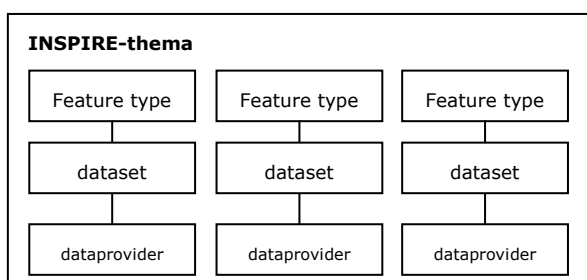 INSPIRE-thema
Feature type Feature type Feature type
dataset dataset dataset
dataprovider dataprovider dataprovider